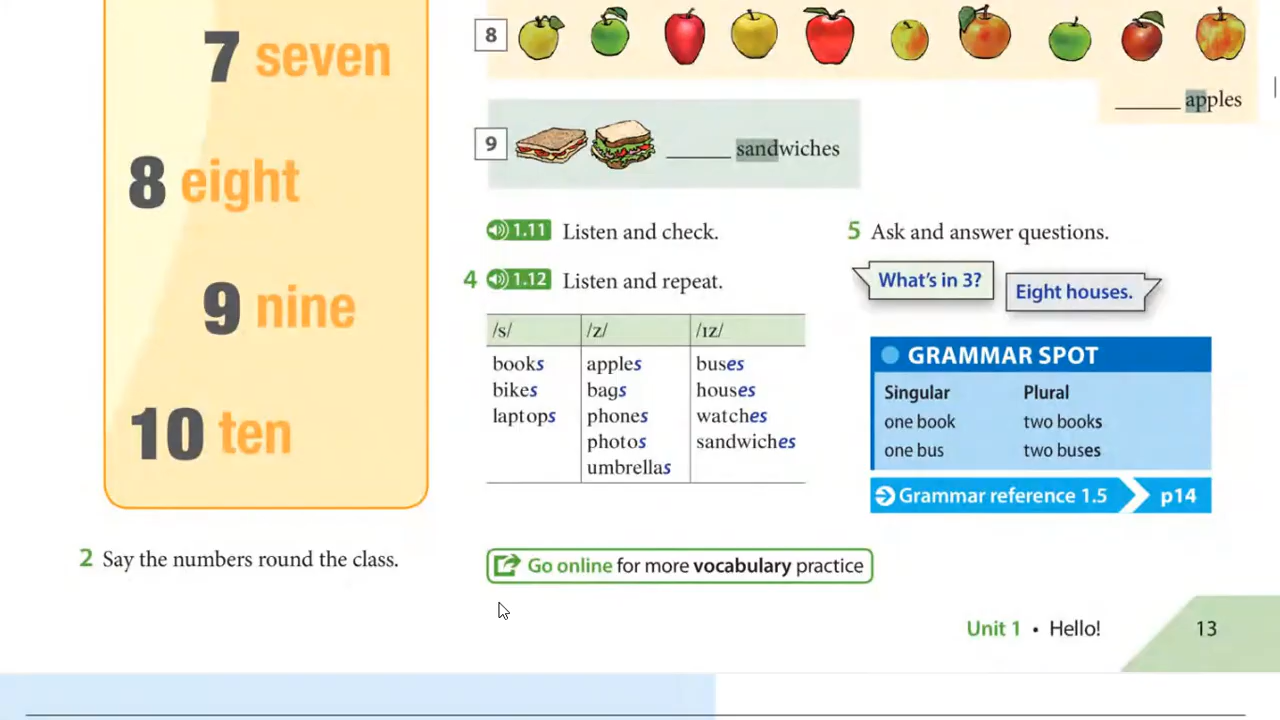 7 seven
8 eight
9 nine
10 ten
2 Say the numbers round the class.
8
______ apples
9 ______ sandwiches
1.11 Listen and check.
4 1.12 Listen and repeat.
/s/ /z/ /ɪz/
books apples buses
bikes bags houses
laptops phones watches
photos sandwiches
umbrellas
Go online for more vocabulary practice
5 Ask and answer questions.
What's in 3?
Eight houses.
GRAMMAR SPOT
Singular Plural
one book two books
one bus two buses
Grammar reference 1.5 p14
Unit 1 • Hello! 13